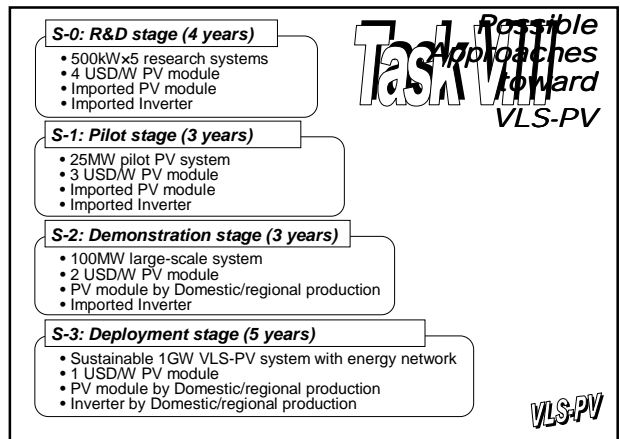 Task VIII
Possible
Approaches
toward
VLS-PV
S-0: R&D stage (4 years)
• 500kW×5 research systems
• 4 USD/W PV module
• Imported PV module
• Imported Inverter
S-1: Pilot stage (3 years)
• 25MW pilot PV system
• 3 USD/W PV module
• Imported PV module
• Imported Inverter
S-2: Demonstration stage (3 years)
• 100MW large-scale system
• 2 USD/W PV module
• PV module by Domestic/regional production
• Imported Inverter
S-3: Deployment stage (5 years)
• Sustainable 1GW VLS-PV system with energy network
• 1 USD/W PV module
• PV module by Domestic/regional production
• Inverter by Domestic/regional production
VLS-PV